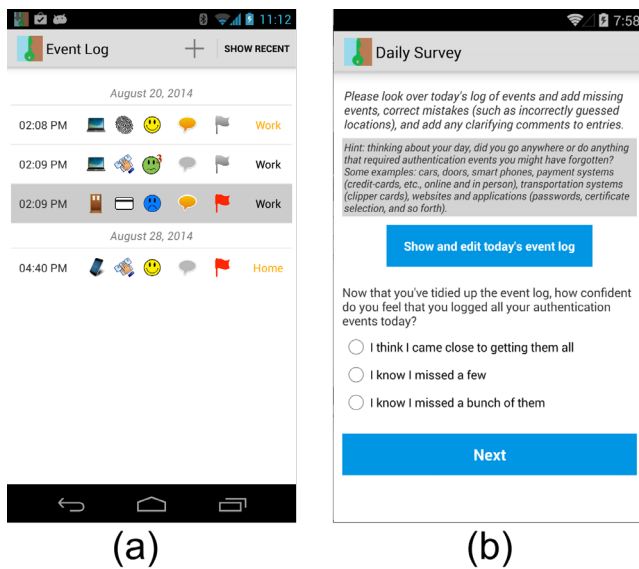 11:12
Event Log
SHOW RECENT
August 20, 2014
02:08 PM Work
02:09 PM Work
02:09 PM Work
August 28, 2014
04:40 PM Home
(a)
7:58
Daily Survey
Please look over today's log of events and add missing
events, correct mistakes (such as incorrectly guessed
locations), and add any clarifying comments to entries.
Hint: thinking about your day, did you go anywhere or do anything
that required authentication events you might have forgotten?
Some examples: cars, doors, smart phones, payment systems
(credit-cards, etc., online and in person), transportation systems
(clipper cards), websites and applications (passwords, certificate
selection, and so forth).
Show and edit today's event log
Now that you've tidied up the event log, how confident
do you feel that you logged all your authentication
events today?
I think I came close to getting them all
I know I missed a few
I know I missed a bunch of them
Next
(b)